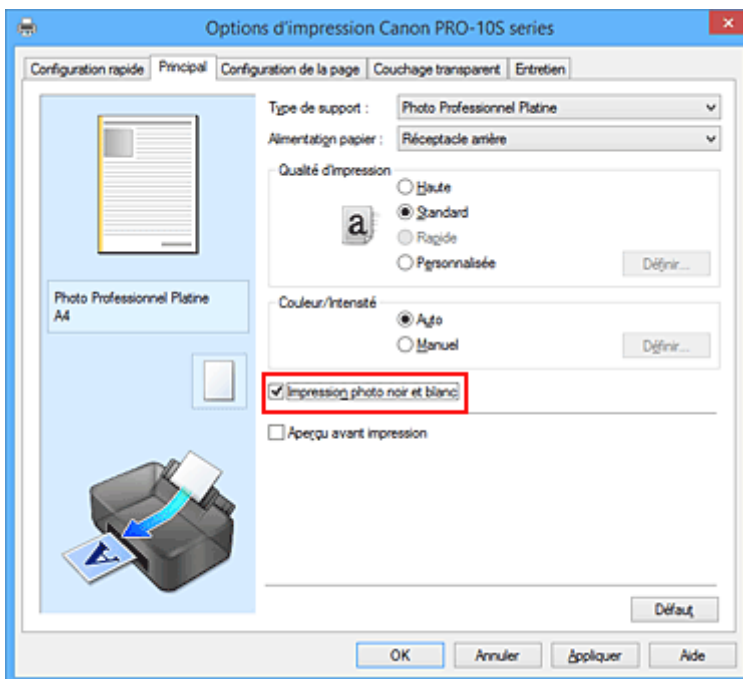 Options d'impression Canon PRO-10S series
Configuration rapide Principal Configuration de la page Couchage transparent Entretien
Type de support : Photo Professionnel Platine
Alimentation papier : Réceptacle arrière
Qualité d'impression
Haute
a Standard
Rapide
Personnalisée Définir...
Photo Professionnel Platine
A4
Couleur/Intensité
Auto
Manuel Définir...
Impression photo noir et blanc
Aperçu avant impression
A
Défaut
OK Annuler Appliquer Aide